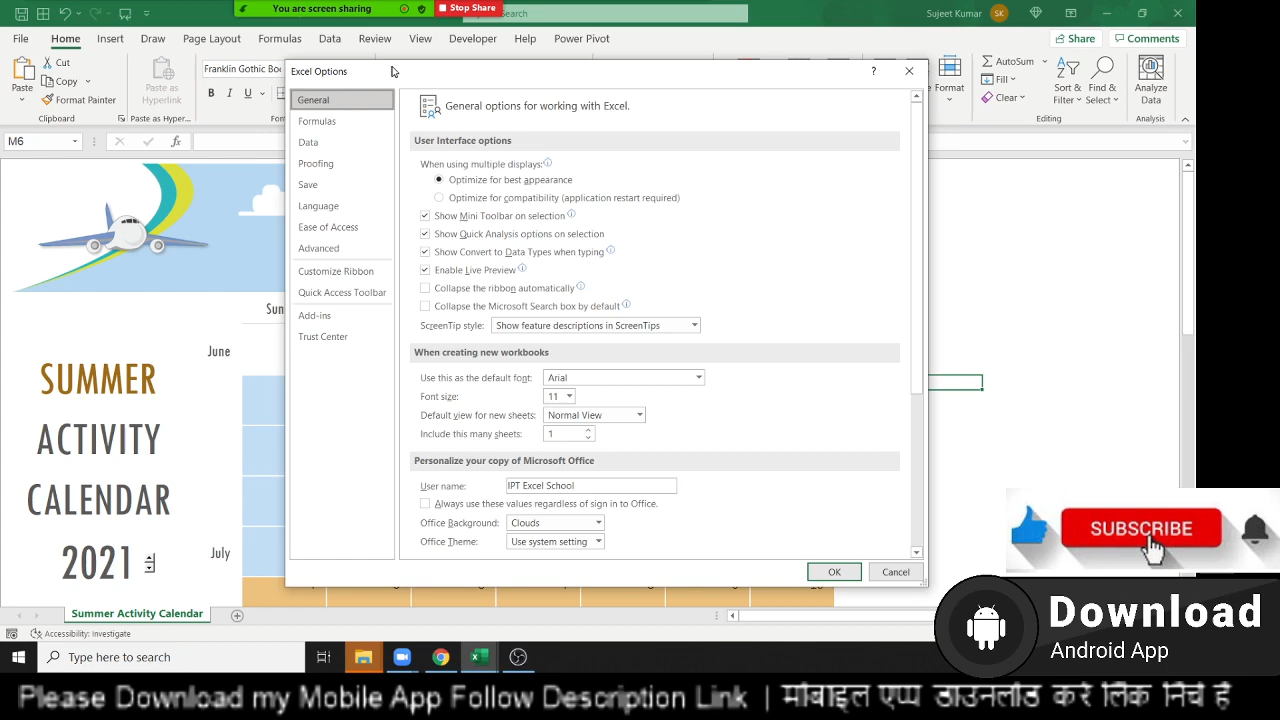 You are screen sharing
Stop Share
Search
Sujeet Kumar
SK
File
Home
Insert
Draw
Page Layout
Formulas
Data
Review
View
Developer
Help
Power Pivot
Share
Comments
Paste
Cut
Copy
Format Painter
Clipboard
Paste as Hyperlink
Paste as Hyper...
Franklin Gothic Boo
B I U
Format
AutoSum
Fill
Clear
Sort & Filter
Find & Select
Editing
Analyze Data
Analysis
M6
Excel Options
?
General
Formulas
Data
Proofing
Save
Language
Ease of Access
Advanced
Customize Ribbon
Quick Access Toolbar
Add-ins
Trust Center
General options for working with Excel.
User Interface options
When using multiple displays:
Optimize for best appearance
Optimize for compatibility (application restart required)
Show Mini Toolbar on selection
Show Quick Analysis options on selection
Show Convert to Data Types when typing
Enable Live Preview
Collapse the ribbon automatically
Collapse the Microsoft Search box by default
ScreenTip style: Show feature descriptions in ScreenTips
When creating new workbooks
Use this as the default font: Arial
Font size: 11
Default view for new sheets: Normal View
Include this many sheets: 1
Personalize your copy of Microsoft Office
User name: IPT Excel School
Always use these values regardless of sign in to Office.
Office Background: Clouds
Office Theme: Use system setting
OK
Cancel
Sun
June
July
SUMMER
ACTIVITY
CALENDAR
2021
SUBSCRIBE
Download
Android App
Summer Activity Calendar
Accessibility: Investigate
Type here to search
Please Download my Mobile App Follow Description Link | मोबाइल एप्प डाउनलोड करे लिंक निचे है